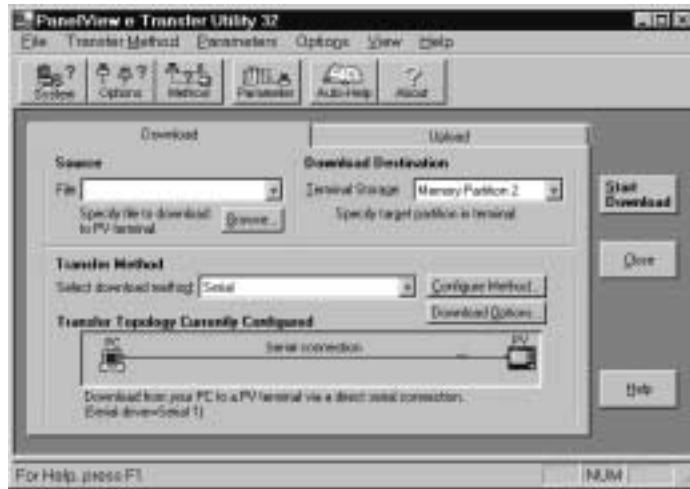 PanelView e Transfer Utility 32
File Transfer Method Parameters Options View Help
System Options Method Parameter Auto-Help About
Download Upload
Source Download Destination
File Terminal Storage Memory Partition 2
Specify file to download to PV terminal. Browse... Specify target partition in terminal
Start Download
Transfer Method
Close
Select download method Serial Configure Method...
Download Options...
Transfer Topology Currently Configured
PC Serial connection PV
Download from your PC to a PV terminal via a direct serial connection.
(Serial driver=Serial 1)
Help
For Help, press F1 NUM